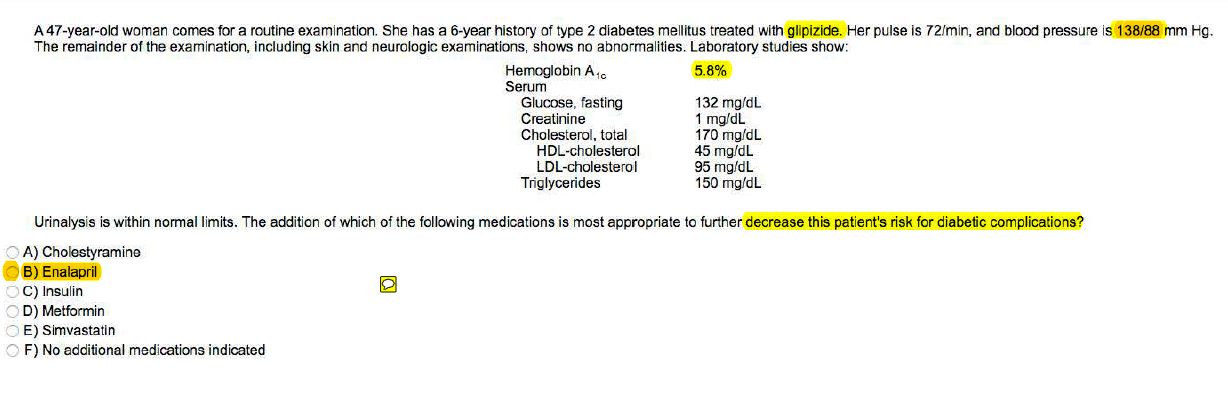 A 47-year-old woman comes for a routine examination. She has a 6-year history of type 2 diabetes mellitus treated with glipizide. Her pulse is 72/min, and blood pressure is 138/88 mm Hg.
The remainder of the examination, including skin and neurologic examinations, shows no abnormalities. Laboratory studies show:
Hemoglobin A1c 5.8%
Serum
Glucose, fasting 132 mg/dL
Creatinine 1 mg/dL
Cholesterol, total 170 mg/dL
HDL-cholesterol 45 mg/dL
LDL-cholesterol 95 mg/dL
Triglycerides 150 mg/dL
Urinalysis is within normal limits. The addition of which of the following medications is most appropriate to further decrease this patient's risk for diabetic complications?
A) Cholestyramine
B) Enalapril
C) Insulin
D) Metformin
E) Simvastatin
F) No additional medications indicated